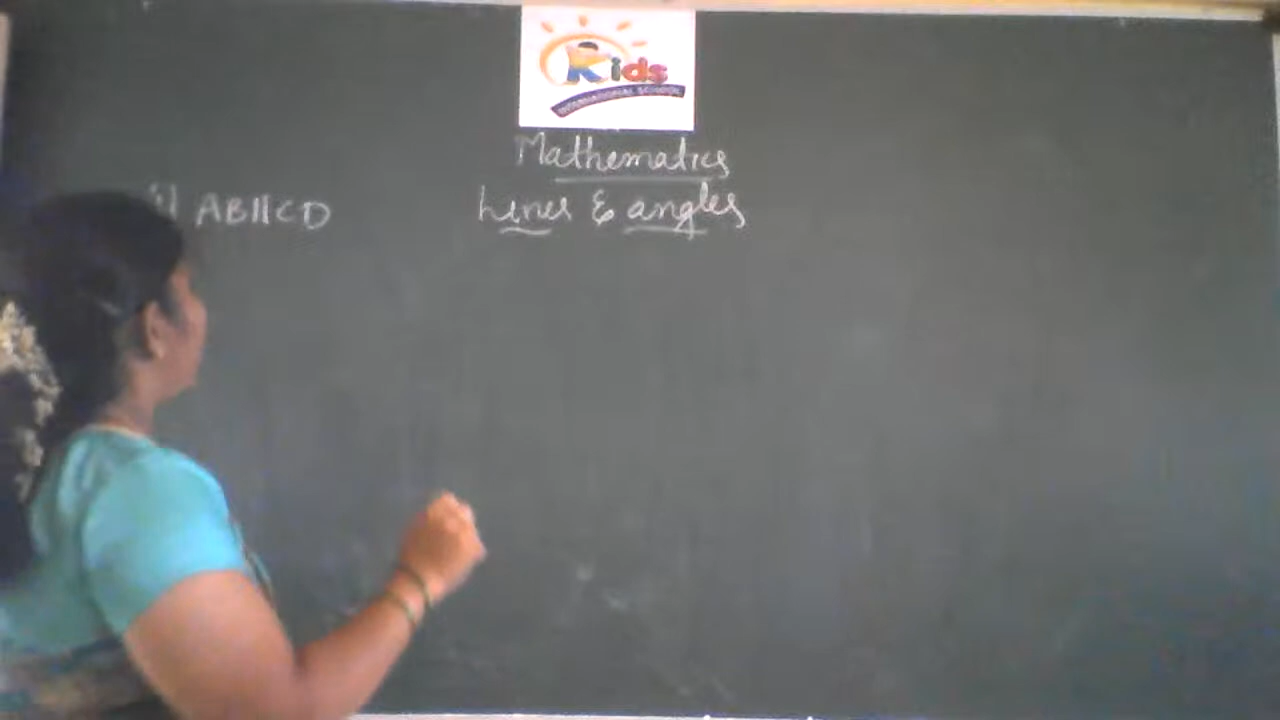 Kids
INTERNATIONAL SCHOOL
Mathematics
Lines & angles
AB||CD